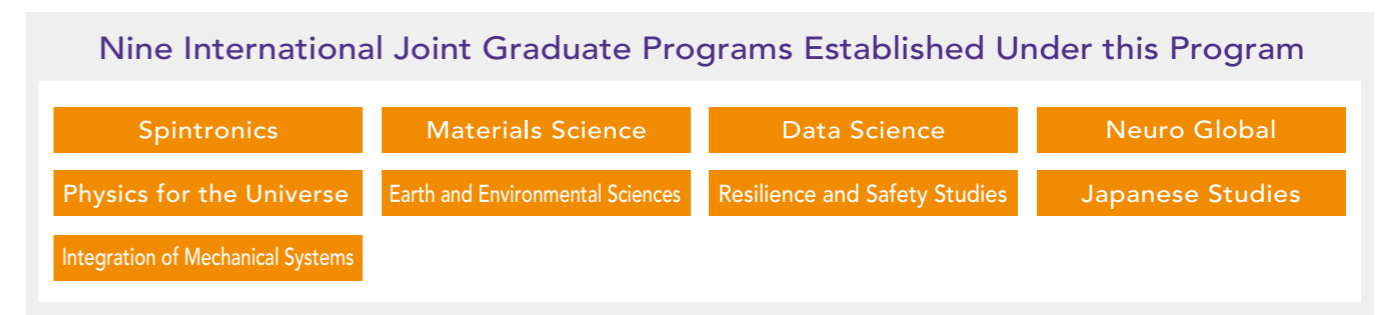 Nine International Joint Graduate Programs Established Under this Program
Spintronics
Materials Science
Data Science
Neuro Global
Physics for the Universe
Earth and Environmental Sciences
Resilience and Safety Studies
Japanese Studies
Integration of Mechanical Systems